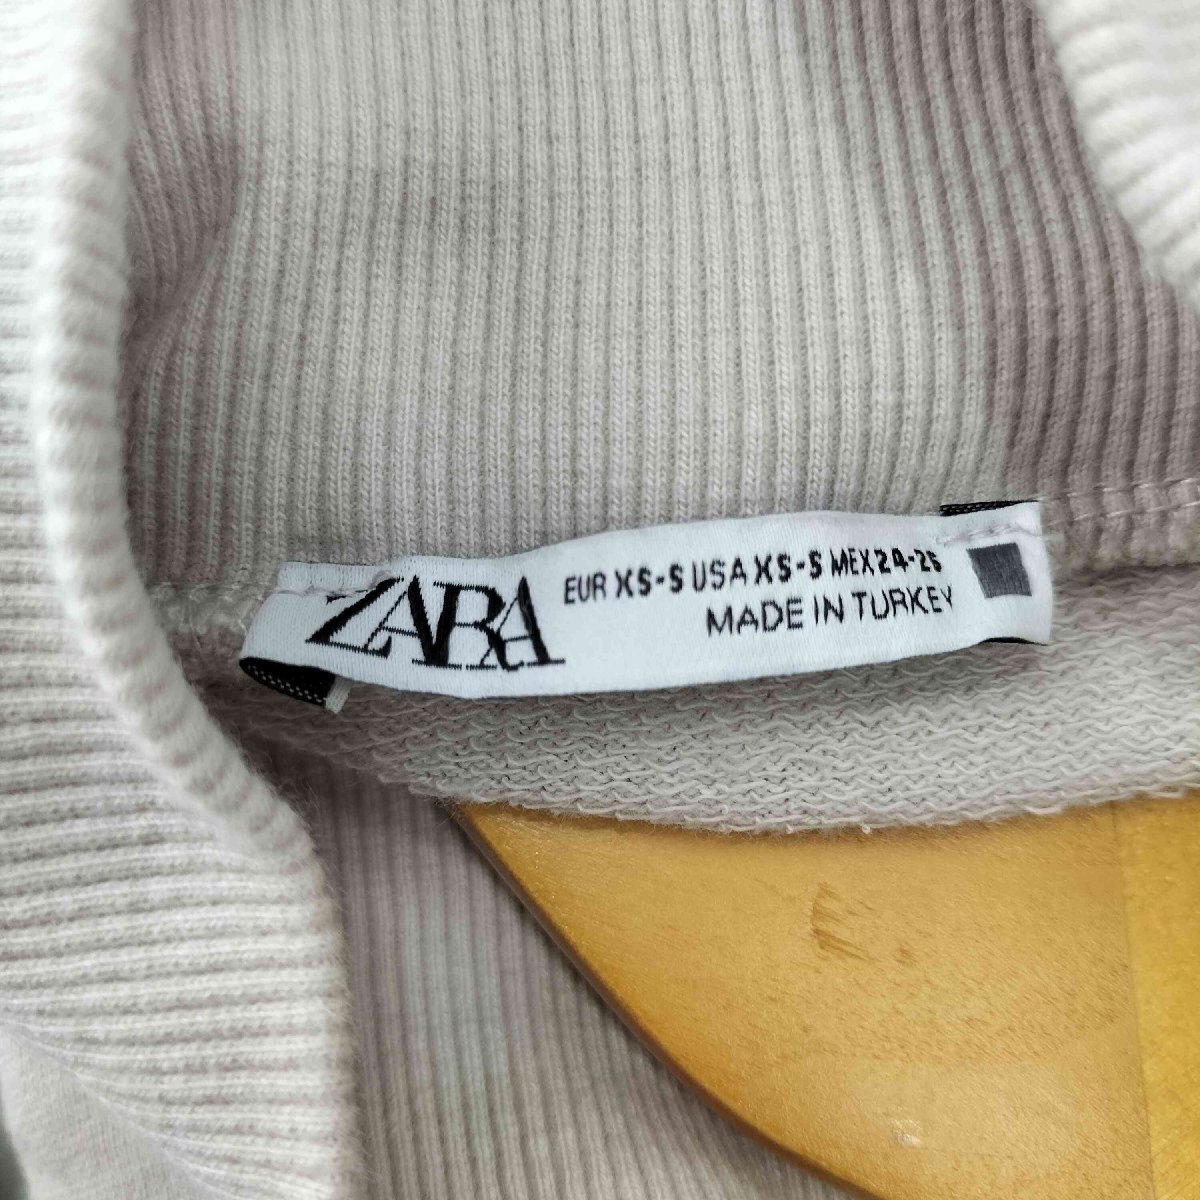 ZARA
EUR XS-S USA XS-S MEX 24-26
MADE IN TURKEY